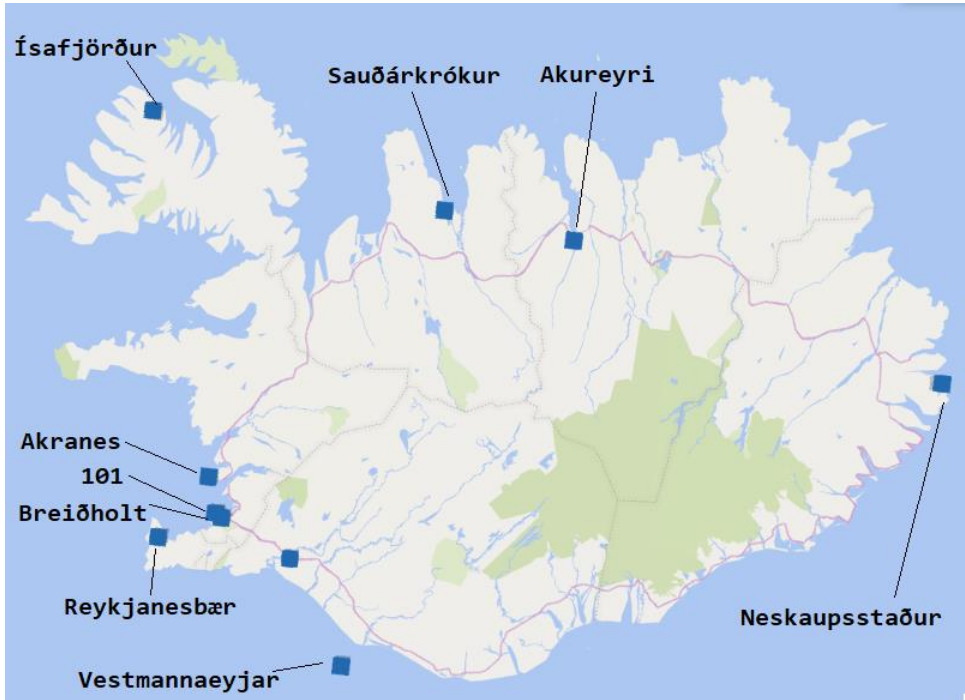 Ísafjörður
Sauðárkrókur
Akureyri
Akranes
101
Breiðholt
Reykjanesbær
Neskaupsstaður
Vestmannaeyjar